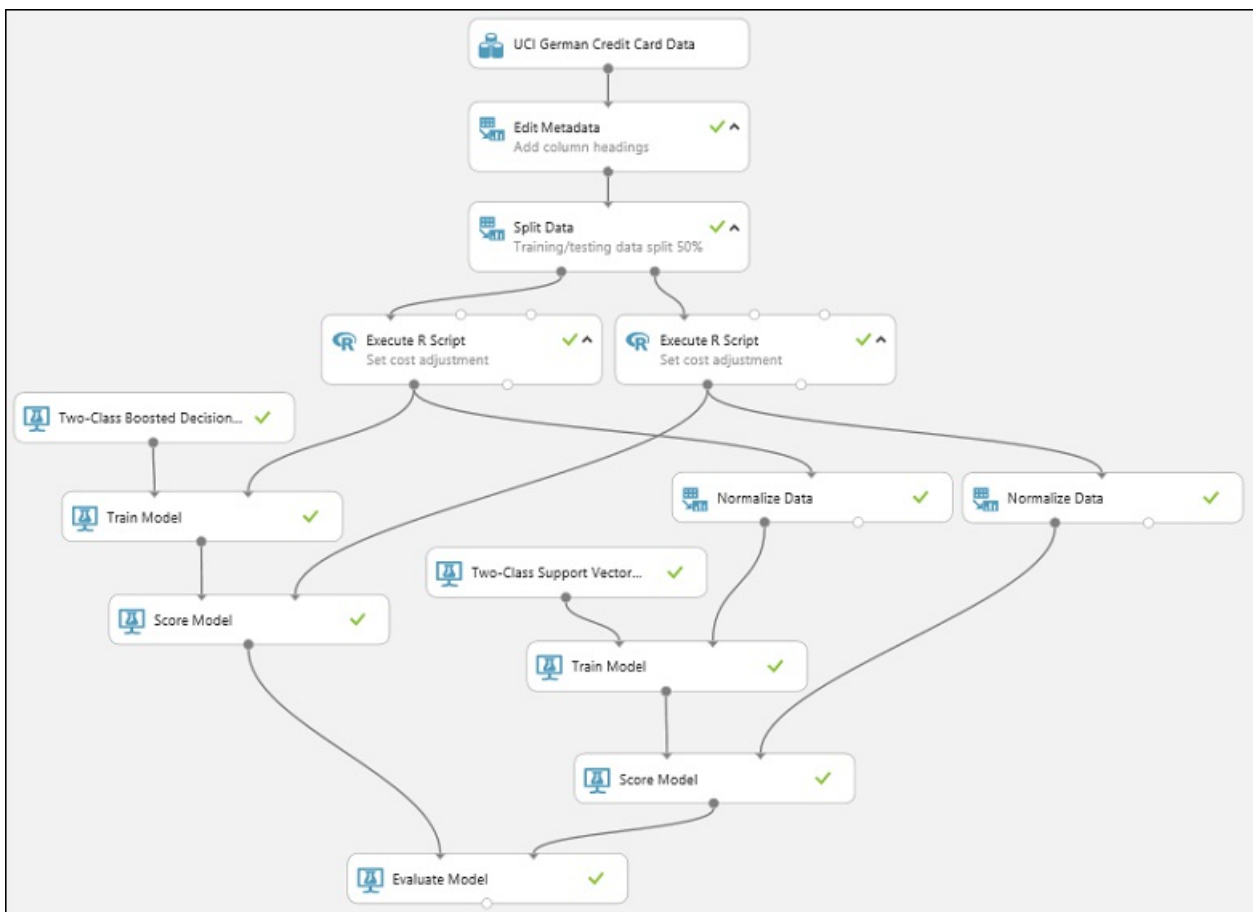 UCI German Credit Card Data
Edit Metadata
Add column headings
Split Data
Training/testing data split 50%
Execute R Script
Set cost adjustment
Execute R Script
Set cost adjustment
Two-Class Boosted Decision...
Train Model
Normalize Data
Normalize Data
Two-Class Support Vector...
Score Model
Train Model
Score Model
Evaluate Model